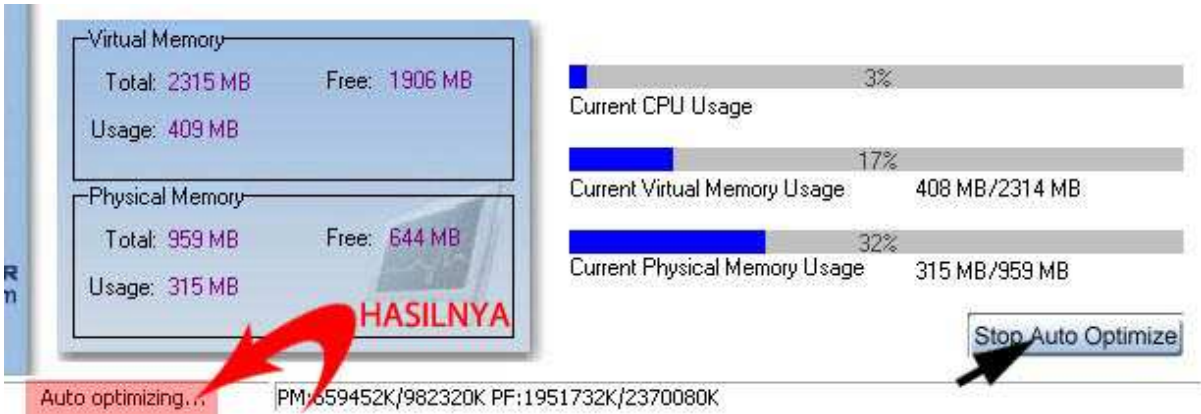 Virtual Memory
Total: 2315 MB Free: 1906 MB
Usage: 409 MB
Physical Memory
Total: 959 MB Free: 644 MB
Usage: 315 MB
HASILNYA
3%
Current CPU Usage
17%
Current Virtual Memory Usage 408 MB/2314 MB
32%
Current Physical Memory Usage 315 MB/959 MB
Stop Auto Optimize
R
m
Auto optimizing...
PM:659452K/982320K PF:1951732K/2370080K